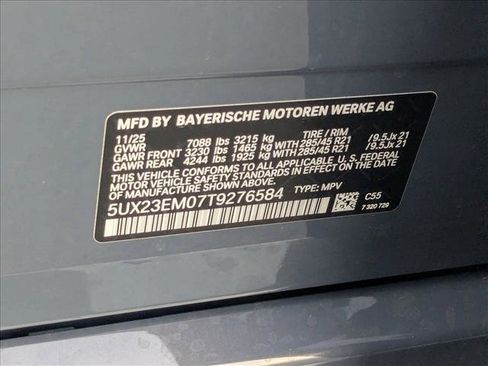 MFD BY BAYERISCHE MOTOREN WERKE AG
11/25 TIRE / RIM
GVWR 7088 lbs 3215 kg
GAWR FRONT 3230 lbs 1465 kg WITH 285/45 R21 /9.5Jx 21
GAWR REAR 4244 lbs 1925 kg WITH 285/45 R21 /9.5Jx 21
THIS VEHICLE CONFORMS TO ALL APPLICABLE U. S. FEDERAL
MOTOR VEHICLE SAFETY STANDARDS IN EFFECT ON THE DATE OF
MANUFACTURE SHOWN ABOVE.
5UX23EM07T9276584 TYPE: MPV C55
7 320 729